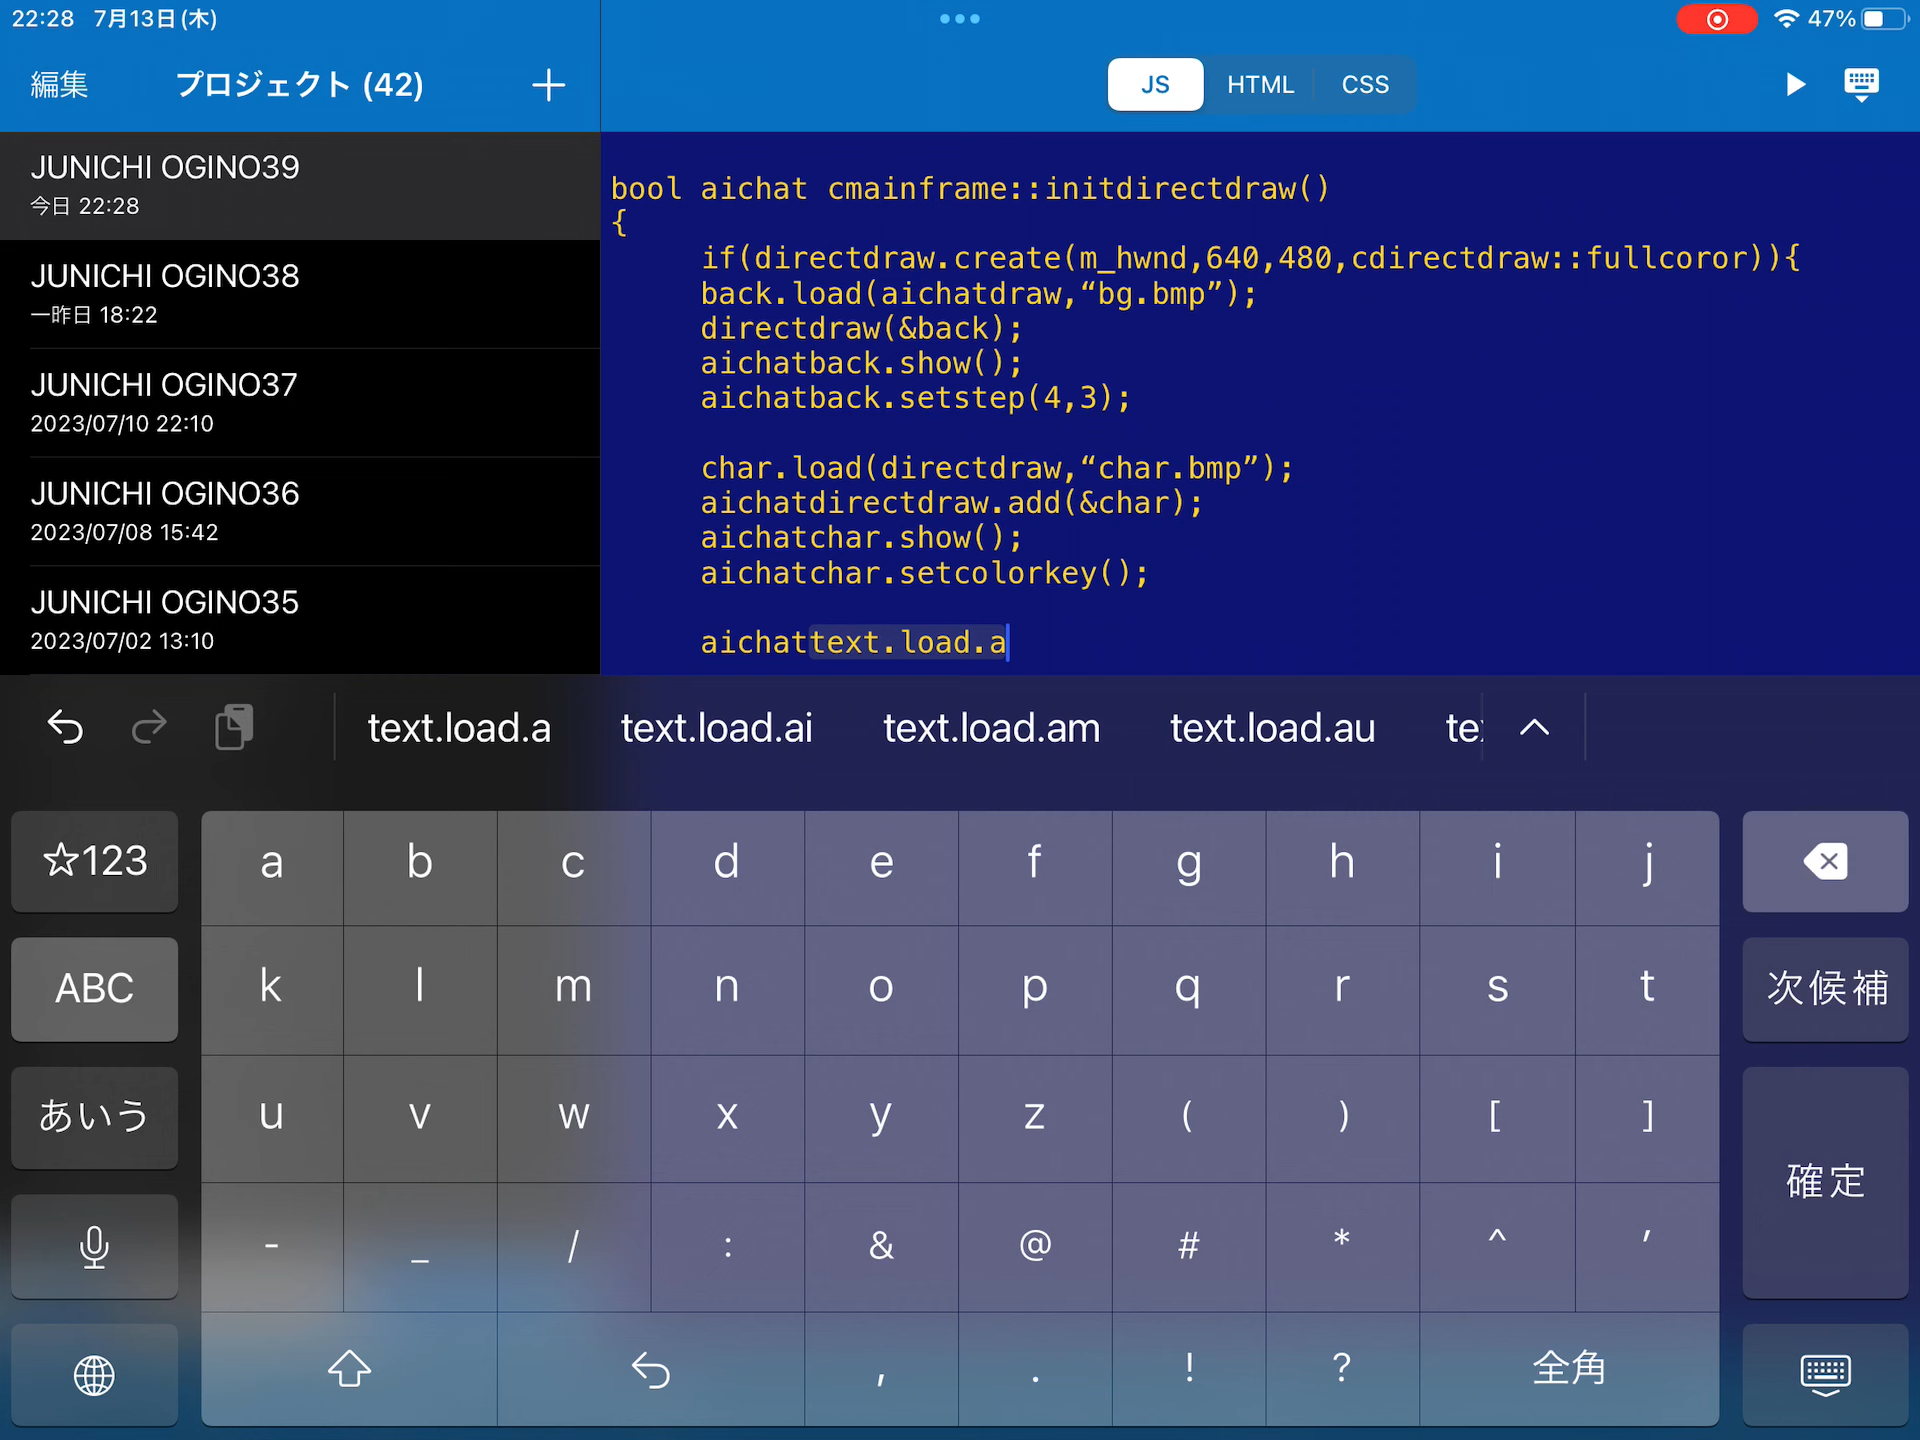 22:28 7月13日(木)
47%
編集
プロジェクト (42)
JS
HTML
CSS
JUNICHI OGINO39
今日 22:28
JUNICHI OGINO38
一昨日 18:22
JUNICHI OGINO37
2023/07/10 22:10
JUNICHI OGINO36
2023/07/08 15:42
JUNICHI OGINO35
2023/07/02 13:10
bool aichat cmainframe::initdirectdraw()
{
if(directdraw.create(m_hwnd,640,480,cdirectdraw::fullcoror)){
back.load(aichatdraw,“bg.bmp”);
directdraw(&back);
aichatback.show();
aichatback.setstep(4,3);
char.load(directdraw,“char.bmp”);
aichatdirectdraw.add(&char);
aichatchar.show();
aichatchar.setcolorkey();
aichattext.load.a
text.load.a text.load.ai text.load.am text.load.au te
☆123 a b c d e f g h i j
ABC k l m n o p q r s t 次候補
あいう u v w x y z ( ) [ ]
確定
- _ / : & @ # * ^ ′
, . ! ? 全角